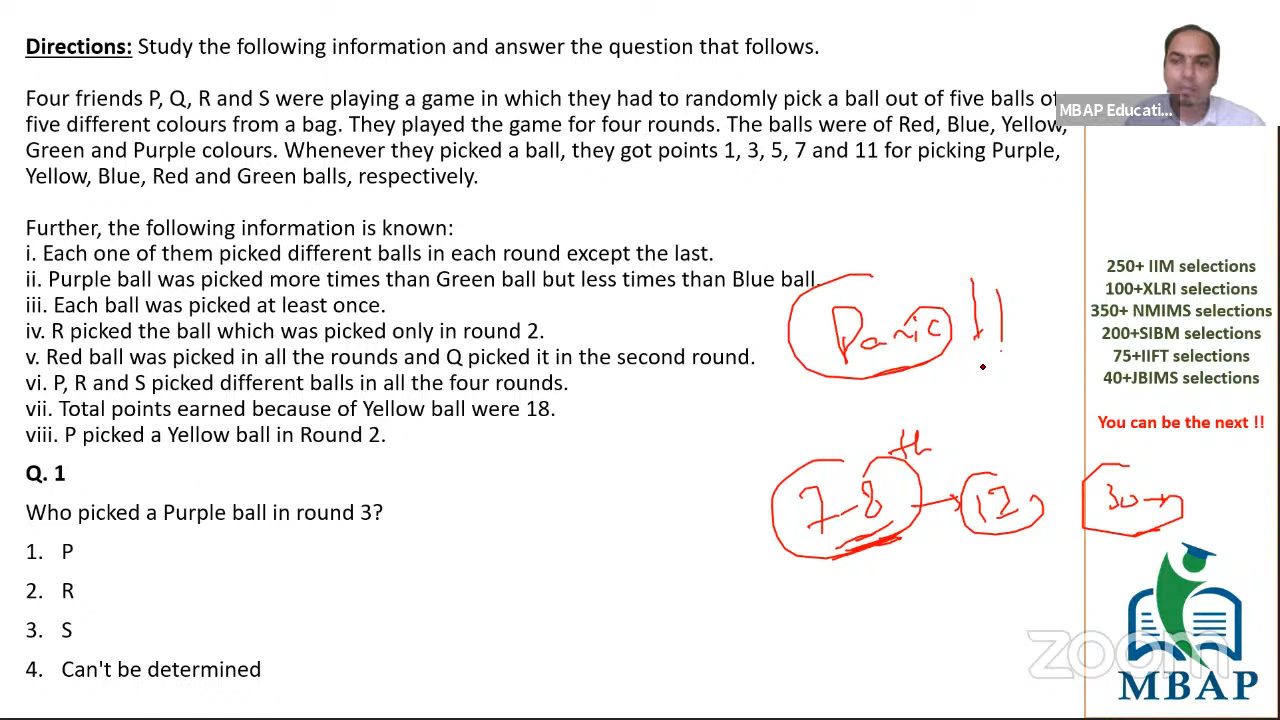 Directions: Study the following information and answer the question that follows.
Four friends P, Q, R and S were playing a game in which they had to randomly pick a ball out of five balls of
five different colours from a bag. They played the game for four rounds. The balls were of Red, Blue, Yellow,
Green and Purple colours. Whenever they picked a ball, they got points 1, 3, 5, 7 and 11 for picking Purple,
Yellow, Blue, Red and Green balls, respectively.
Further, the following information is known:
i. Each one of them picked different balls in each round except the last.
ii. Purple ball was picked more times than Green ball but less times than Blue ball.
iii. Each ball was picked at least once.
iv. R picked the ball which was picked only in round 2.
v. Red ball was picked in all the rounds and Q picked it in the second round.
vi. P, R and S picked different balls in all the four rounds.
vii. Total points earned because of Yellow ball were 18.
viii. P picked a Yellow ball in Round 2.
Q. 1
Who picked a Purple ball in round 3?
1. P
2. R
3. S
4. Can't be determined
Panic !!
7-8th → 12
30 →
MBAP Educati...
250+ IIM selections
100+XLRI selections
350+ NMIMS selections
200+SIBM selections
75+IIFT selections
40+JBIMS selections
You can be the next !!
zoom
MBAP